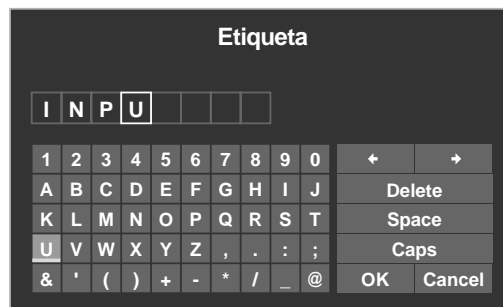 Etiqueta
I N P U
1 2 3 4 5 6 7 8 9 0 🡸 🡺
A B C D E F G H I J Delete
K L M N O P Q R S T Space
U V W X Y Z , . : ; Caps
& ' ( ) + - * / _ @ OK Cancel